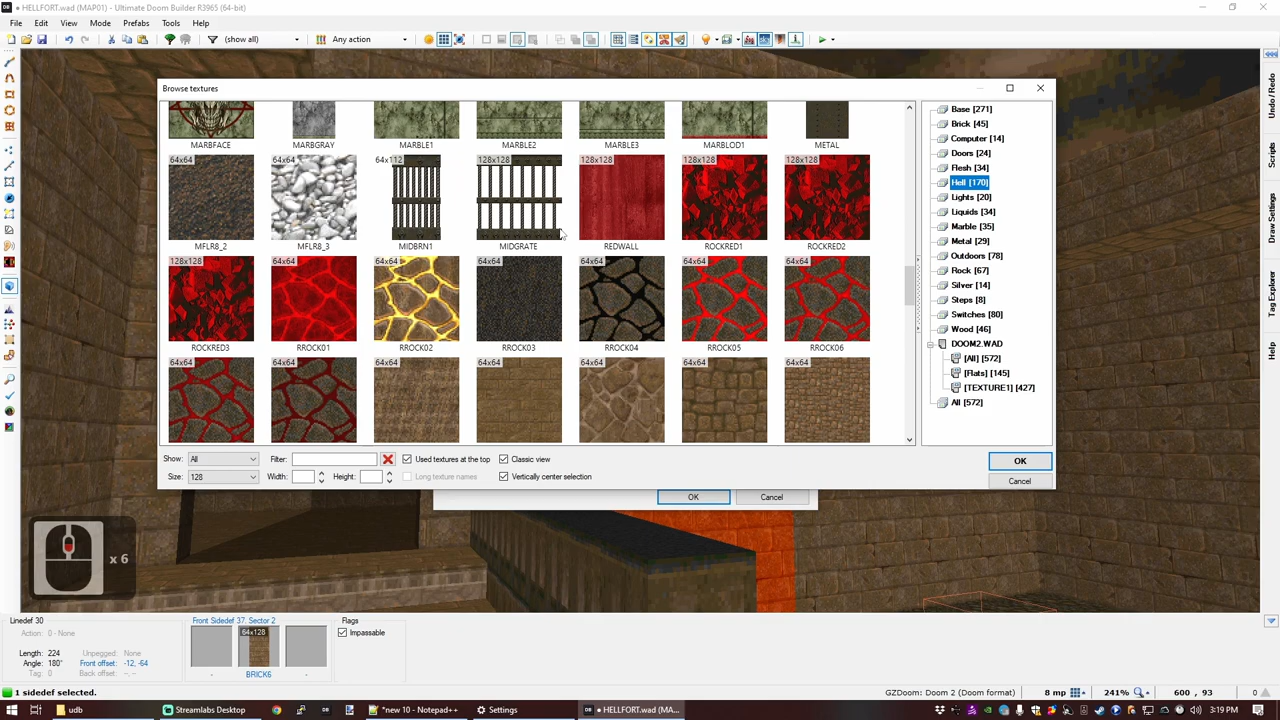 HELLFORT.wad (MAP01) - Ultimate Doom Builder R3965 (64-bit)
File Edit View Mode Prefabs Tools Help
(show all) Any action
Browse textures
MARBFACE MARBGRAY MARBLE1 MARBLE2 MARBLE3 MARBLOD1 METAL
64x64 64x64 64x112 128x128 128x128 128x128 128x128
MFLR8_2 MFLR8_3 MIDBRN1 MIDGRATE REDWALL ROCKRED1 ROCKRED2
128x128 64x64 64x64 64x64 64x64 64x64 64x64
ROCKRED3 RROCK01 RROCK02 RROCK03 RROCK04 RROCK05 RROCK06
64x64 64x64 64x64 64x64 64x64 64x64 64x64
Base [271]
Brick [45]
Computer [14]
Doors [24]
Flesh [34]
Hell [170]
Lights [20]
Liquids [34]
Marble [35]
Metal [29]
Outdoors [78]
Rock [67]
Silver [14]
Steps [8]
Switches [80]
Wood [46]
DOOM2.WAD
[All] [572]
[Flats] [145]
[TEXTURE1] [427]
All [572]
Show: All Filter: Used textures at the top Classic view
Size: 128 Width: Height: Long texture names Vertically center selection
OK
Cancel
OK Cancel
Undo / Redo
Scripts
Draw Settings
Tag Explorer
Help
x 6
Linedef 30
Action: 0 - None
Length: 224 Unpegged: None
Angle: 180° Front offset: -12, -64
Tag: 0 Back offset: --, --
Front Sidedef 37. Sector 2
64x128
- BRICK6 -
Flags
Impassable
1 sidedef selected.
GZDoom: Doom 2 (Doom format) 8 mp 241% 600 , 93
udb Streamlabs Desktop *new 10 - Notepad++ Settings HELLFORT.wad (MA... 3:19 PM